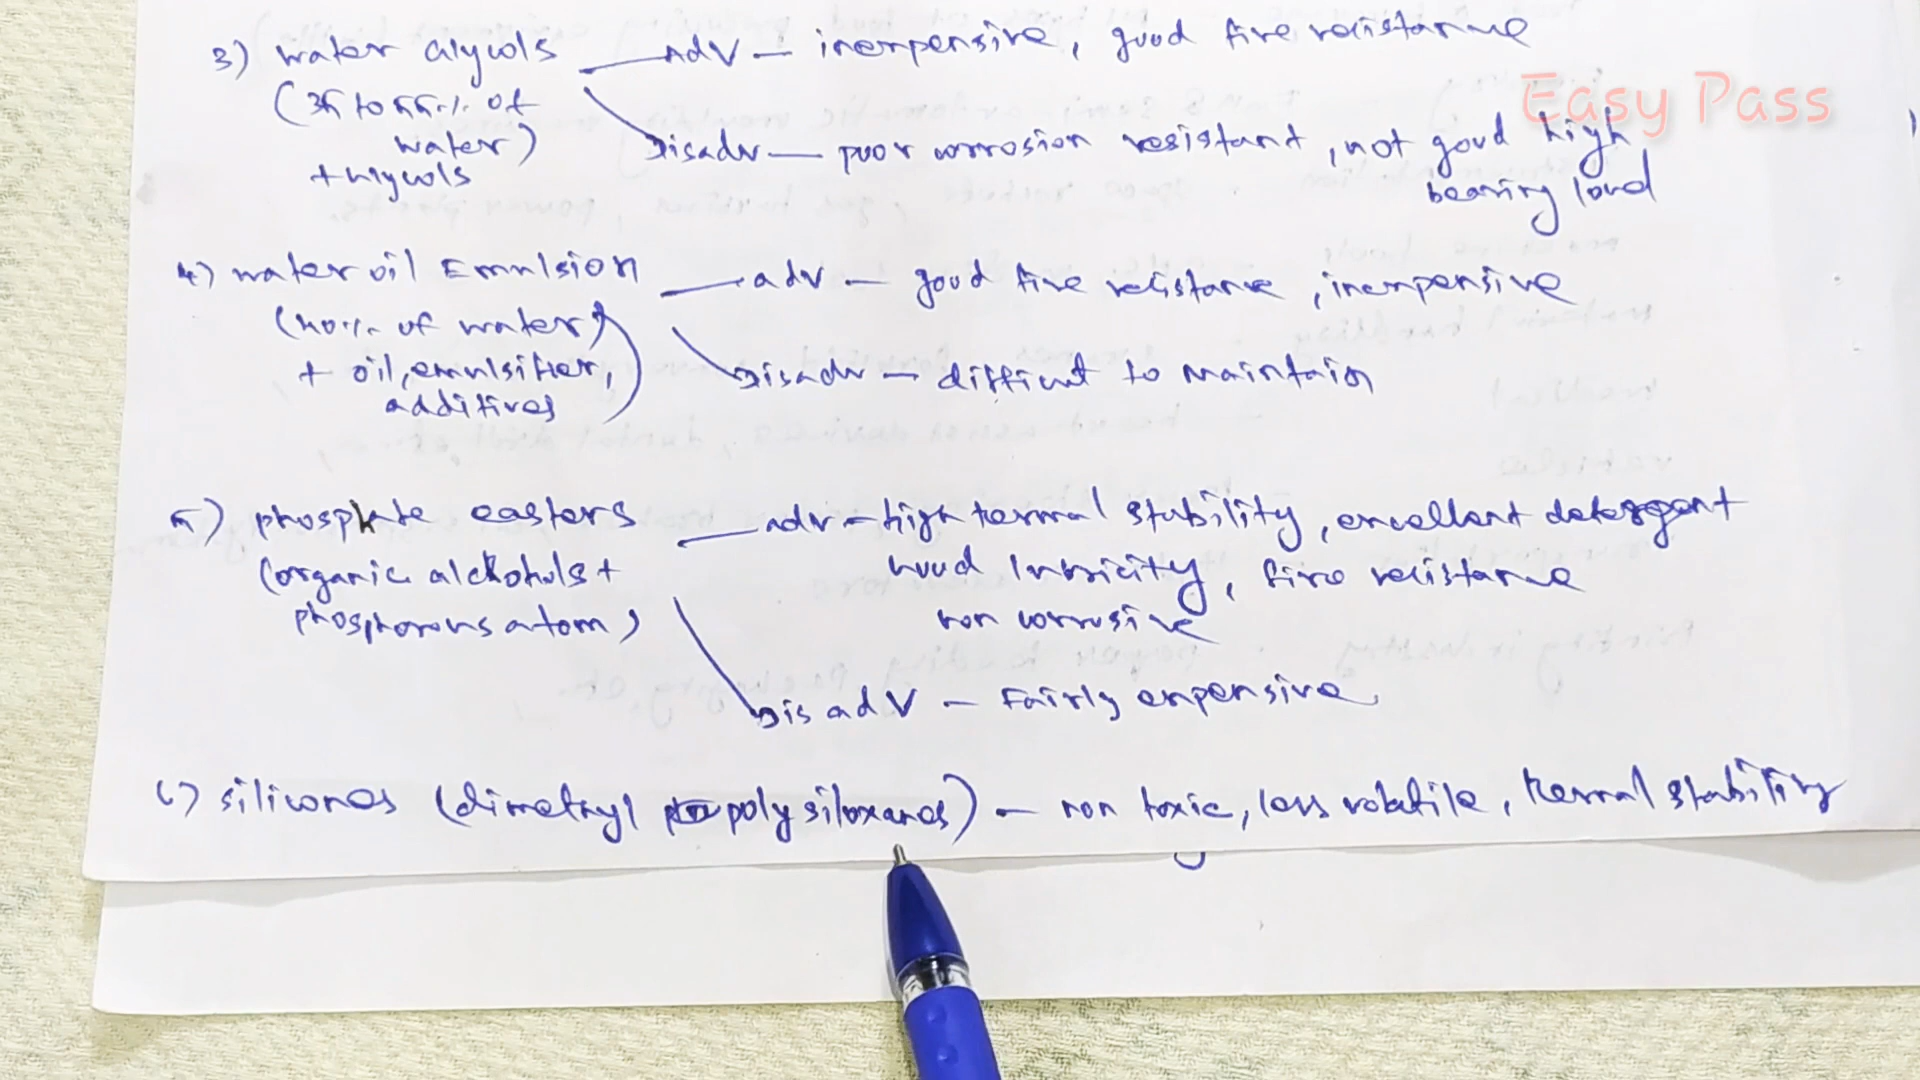 3) water glycols — adv — inexpensive, good fire resistance
Easy Pass
(35 to 55% of
water)
+ glycols
Disadv — poor corrosion resistant, not good high
bearing load
4) water oil Emulsion — adv — good fire resistance, inexpensive
(40% of water)
+ oil, emulsifier,
additives
Disadv — difficult to maintain
5) phosphate easters — adv — high termal stability, excellent detergent
(organic alckohols +
phosphorous atom)
good lubricity, fire resistance
non corrosive
Disadv — Fairly expensive
6) silicones (dimethyl polysiloxanes) — non toxic, less volatile, thermal stability